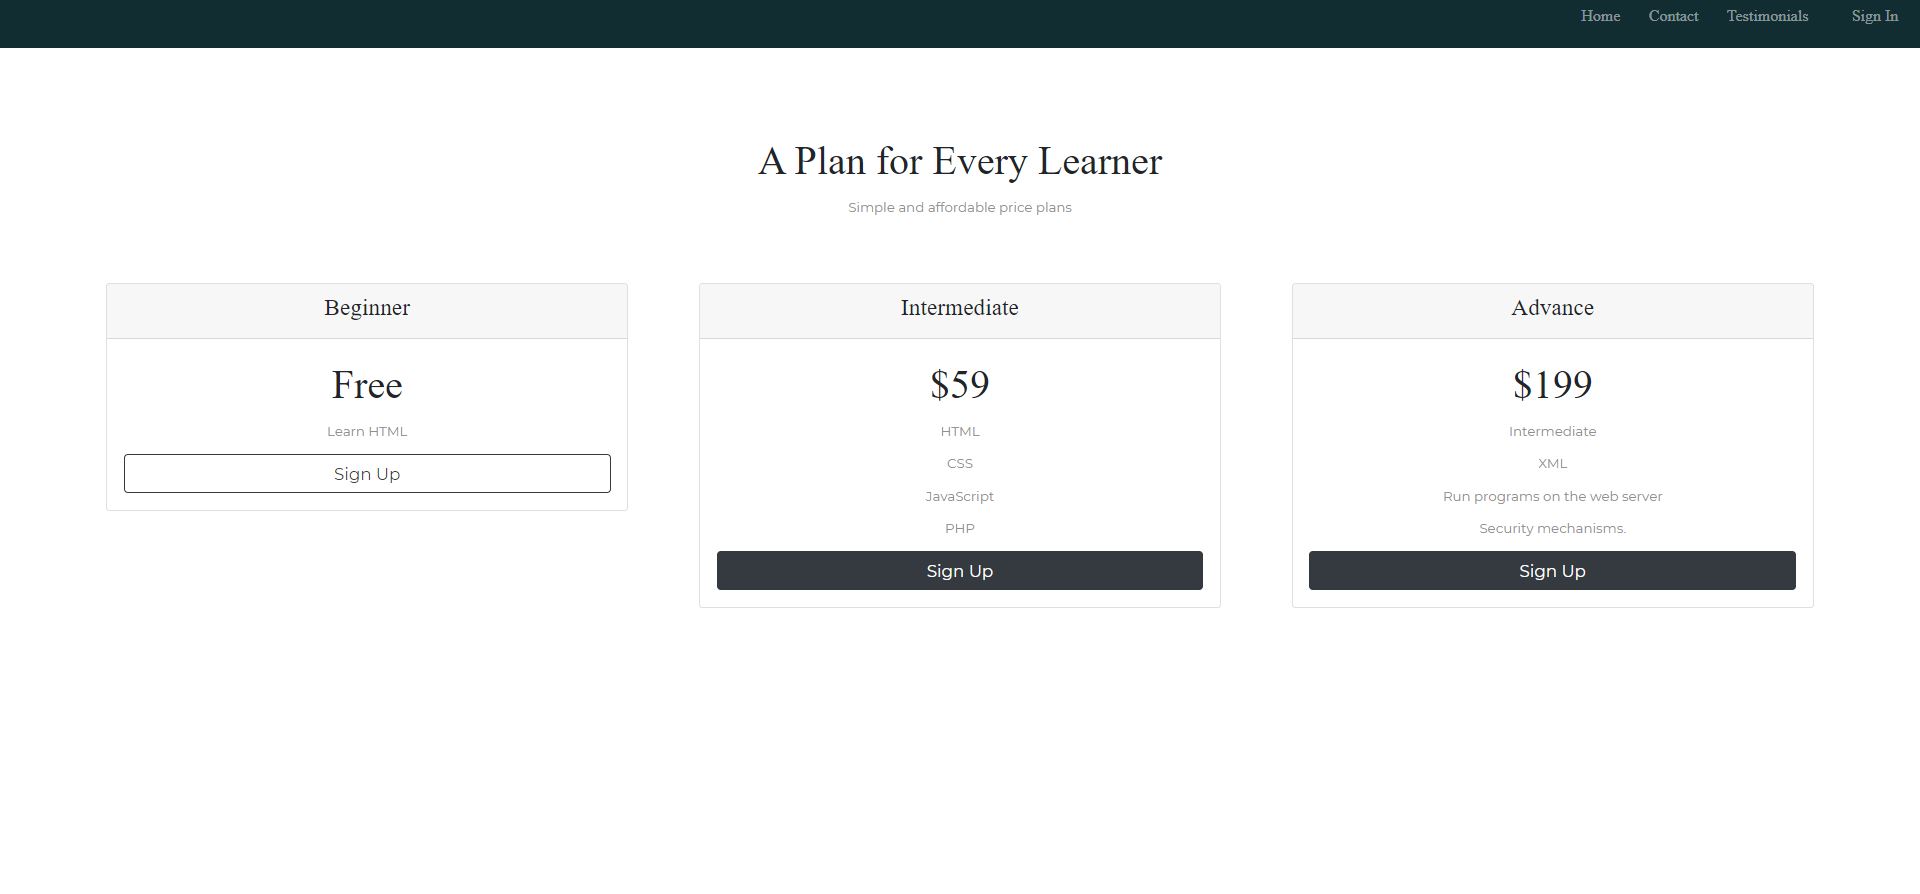 Home Contact Testimonials Sign In
A Plan for Every Learner
Simple and affordable price plans
Beginner
Free
Learn HTML
Sign Up
Intermediate
$59
HTML
CSS
JavaScript
PHP
Sign Up
Advance
$199
Intermediate
XML
Run programs on the web server
Security mechanisms.
Sign Up